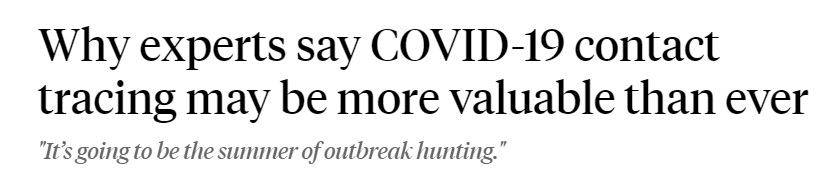 Why experts say COVID-19 contact
tracing may be more valuable than ever
"It’s going to be the summer of outbreak hunting."